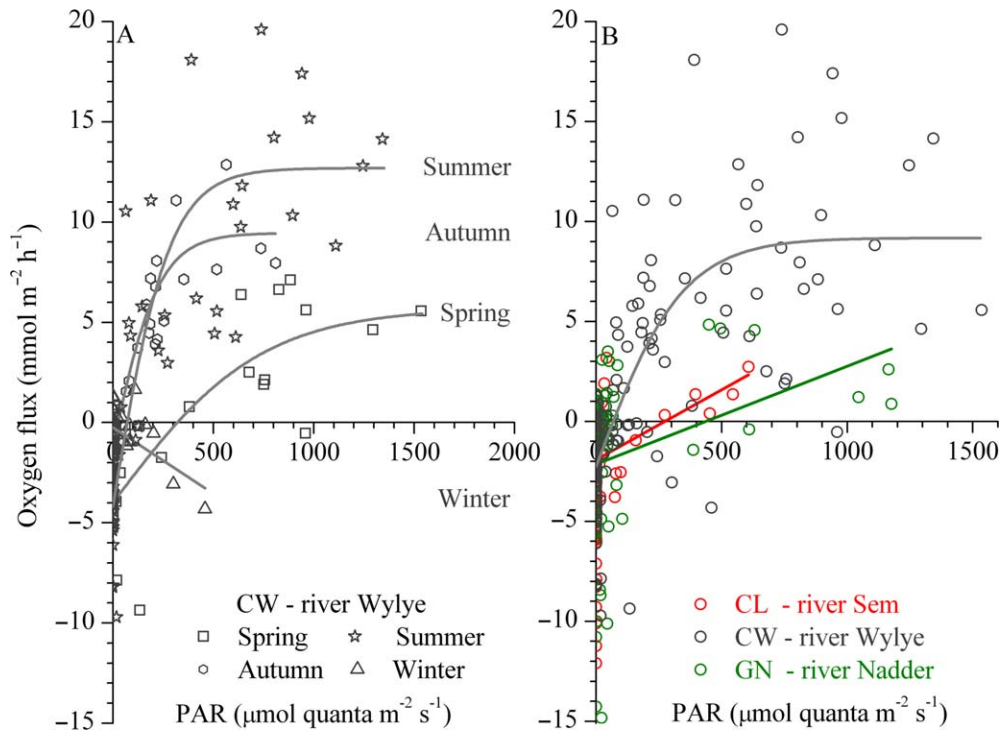 Oxygen flux (mmol m⁻² h⁻¹)
A
20
15
10
5
0
−5
−10
−15
500
1000
1500
2000
Summer
Autumn
Spring
Winter
CW - river Wylye
Spring
Summer
Autumn
Winter
PAR (μmol quanta m⁻² s⁻¹)
B
20
15
10
5
0
−5
−10
−15
500
1000
1500
CL - river Sem
CW - river Wylye
GN - river Nadder
PAR (μmol quanta m⁻² s⁻¹)